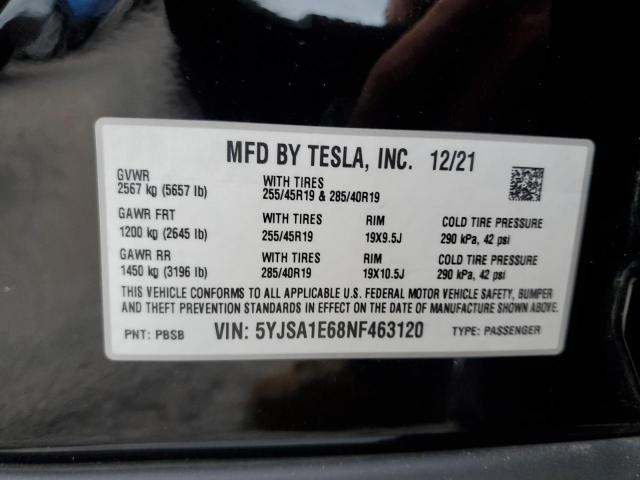 MFD BY TESLA, INC. 12/21
GVWR
2567 kg (5657 lb)
WITH TIRES
255/45R19 & 285/40R19
GAWR FRT
1200 kg (2645 lb)
WITH TIRES
255/45R19
RIM
19X9.5J
COLD TIRE PRESSURE
290 kPa, 42 psi
GAWR RR
1450 kg (3196 lb)
WITH TIRES
285/40R19
RIM
19X10.5J
COLD TIRE PRESSURE
290 kPa, 42 psi
THIS VEHICLE CONFORMS TO ALL APPLICABLE U.S. FEDERAL MOTOR VEHICLE SAFETY, BUMPER
AND THEFT PREVENTION STANDARDS IN EFFECT ON THE DATE OF MANUFACTURE SHOWN ABOVE.
PNT: PBSB VIN: 5YJSA1E68NF463120 TYPE: PASSENGER